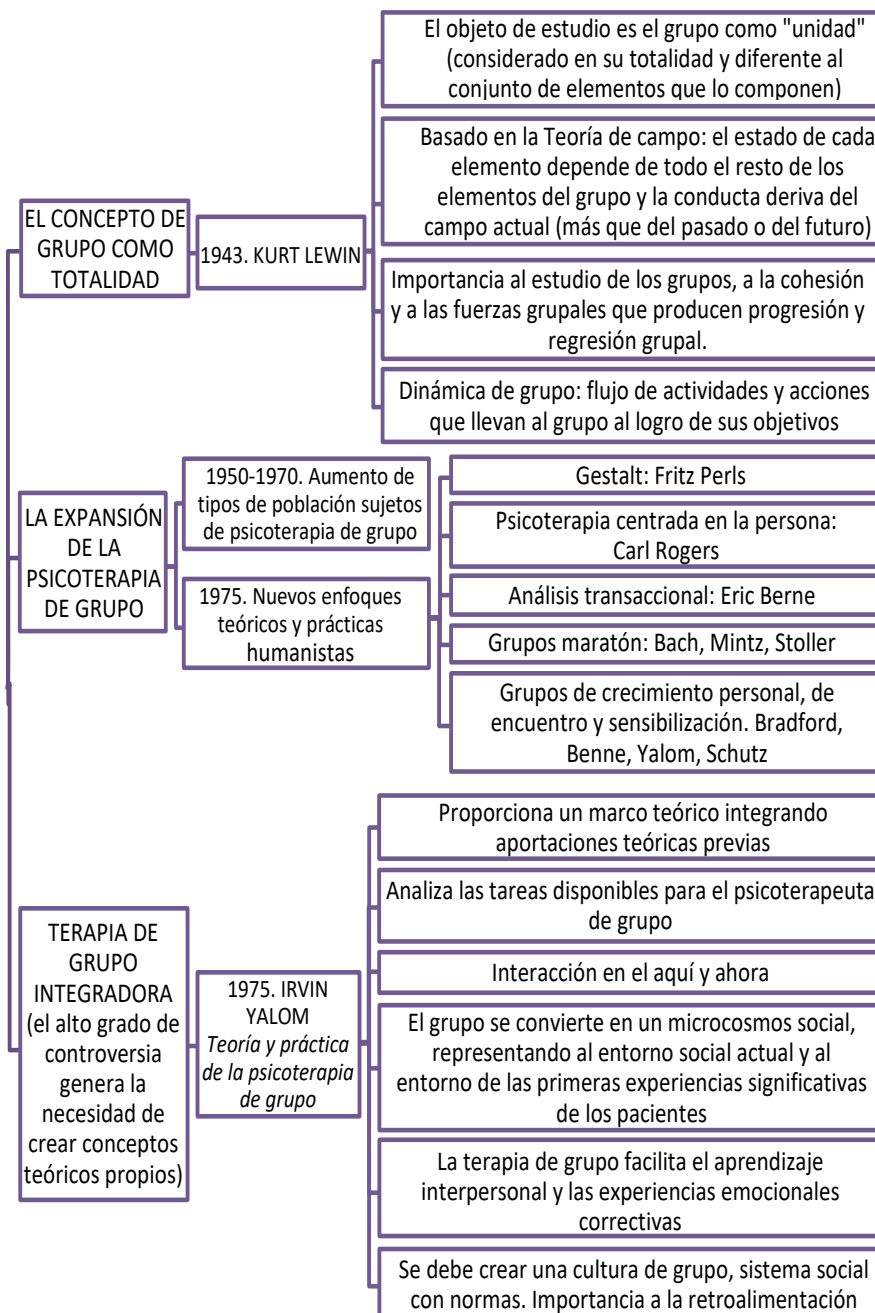 EL CONCEPTO DE
GRUPO COMO
TOTALIDAD
1943. KURT LEWIN
El objeto de estudio es el grupo como "unidad"
(considerado en su totalidad y diferente al
conjunto de elementos que lo componen)
Basado en la Teoría de campo: el estado de cada
elemento depende de todo el resto de los
elementos del grupo y la conducta deriva del
campo actual (más que del pasado o del futuro)
Importancia al estudio de los grupos, a la cohesión
y a las fuerzas grupales que producen progresión y
regresión grupal.
Dinámica de grupo: flujo de actividades y acciones
que llevan al grupo al logro de sus objetivos
LA EXPANSIÓN
DE LA
PSICOTERAPIA
DE GRUPO
1950-1970. Aumento de
tipos de población sujetos
de psicoterapia de grupo
1975. Nuevos enfoques
teóricos y prácticas
humanistas
Gestalt: Fritz Perls
Psicoterapia centrada en la persona:
Carl Rogers
Análisis transaccional: Eric Berne
Grupos maratón: Bach, Mintz, Stoller
Grupos de crecimiento personal, de
encuentro y sensibilización. Bradford,
Benne, Yalom, Schutz
TERAPIA DE
GRUPO
INTEGRADORA
(el alto grado de
controversia
genera la
necesidad de
crear conceptos
teóricos propios)
1975. IRVIN
YALOM
Teoría y práctica
de la psicoterapia
de grupo
Proporciona un marco teórico integrando
aportaciones teóricas previas
Analiza las tareas disponibles para el psicoterapeuta
de grupo
Interacción en el aquí y ahora
El grupo se convierte en un microcosmos social,
representando al entorno social actual y al
entorno de las primeras experiencias significativas
de los pacientes
La terapia de grupo facilita el aprendizaje
interpersonal y las experiencias emocionales
correctivas
Se debe crear una cultura de grupo, sistema social
con normas. Importancia a la retroalimentación